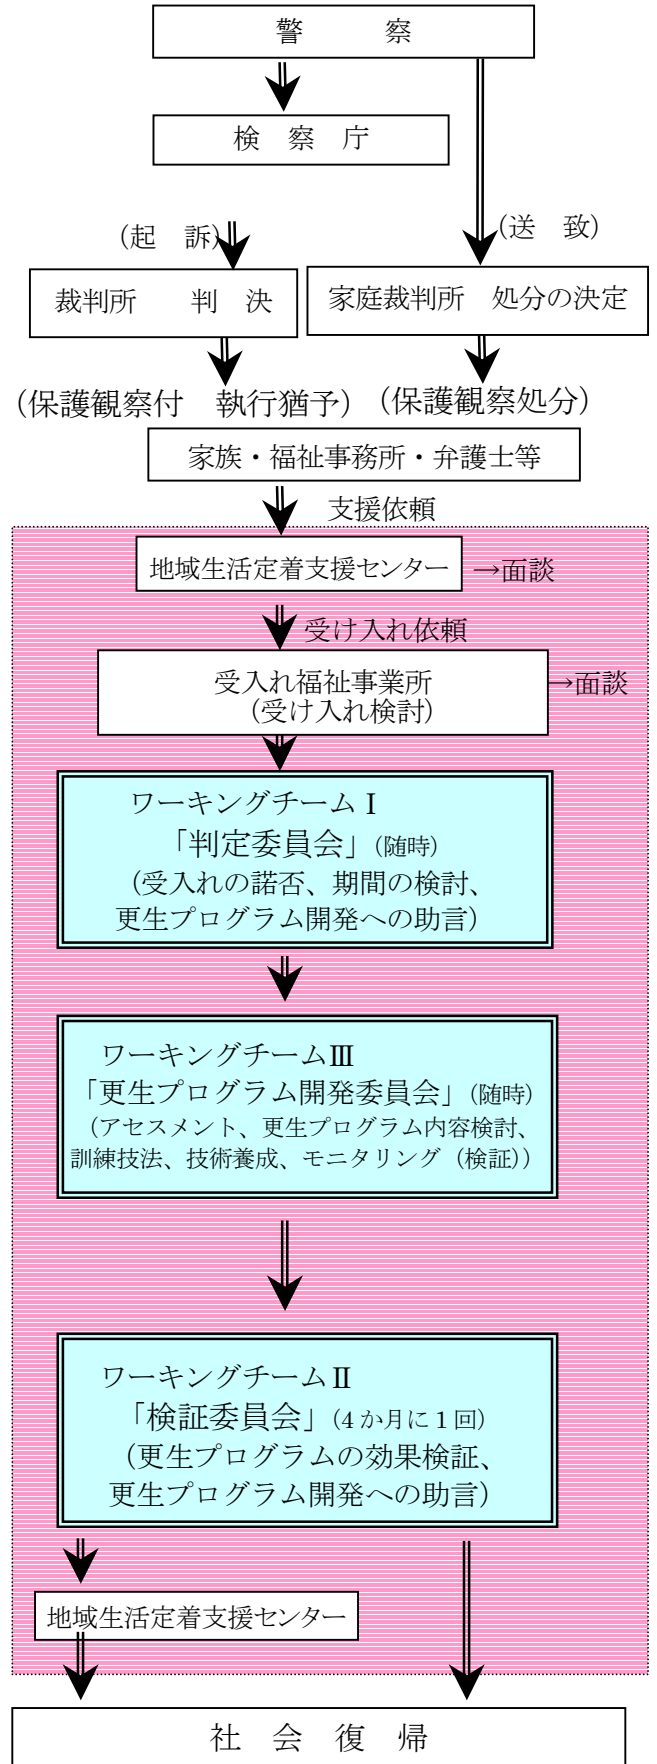 警　　察
検　察　庁
（起　訴）
（送　致）
裁判所　　判　決
家庭裁判所　処分の決定
（保護観察付　執行猶予）
（保護観察処分）
家族・福祉事務所・弁護士等
支援依頼
地域生活定着支援センター
→面談
受け入れ依頼
受入れ福祉事業所
（受け入れ検討）
→面談
ワーキングチームⅠ
「判定委員会」（随時）
（受入れの諾否、期間の検討、
更生プログラム開発への助言）
ワーキングチームⅢ
「更生プログラム開発委員会」（随時）
（アセスメント、更生プログラム内容検討、
訓練技法、技術養成、モニタリング（検証））
ワーキングチームⅡ
「検証委員会」（4か月に1回）
（更生プログラムの効果検証、
更生プログラム開発への助言）
地域生活定着支援センター
社　会　復　帰